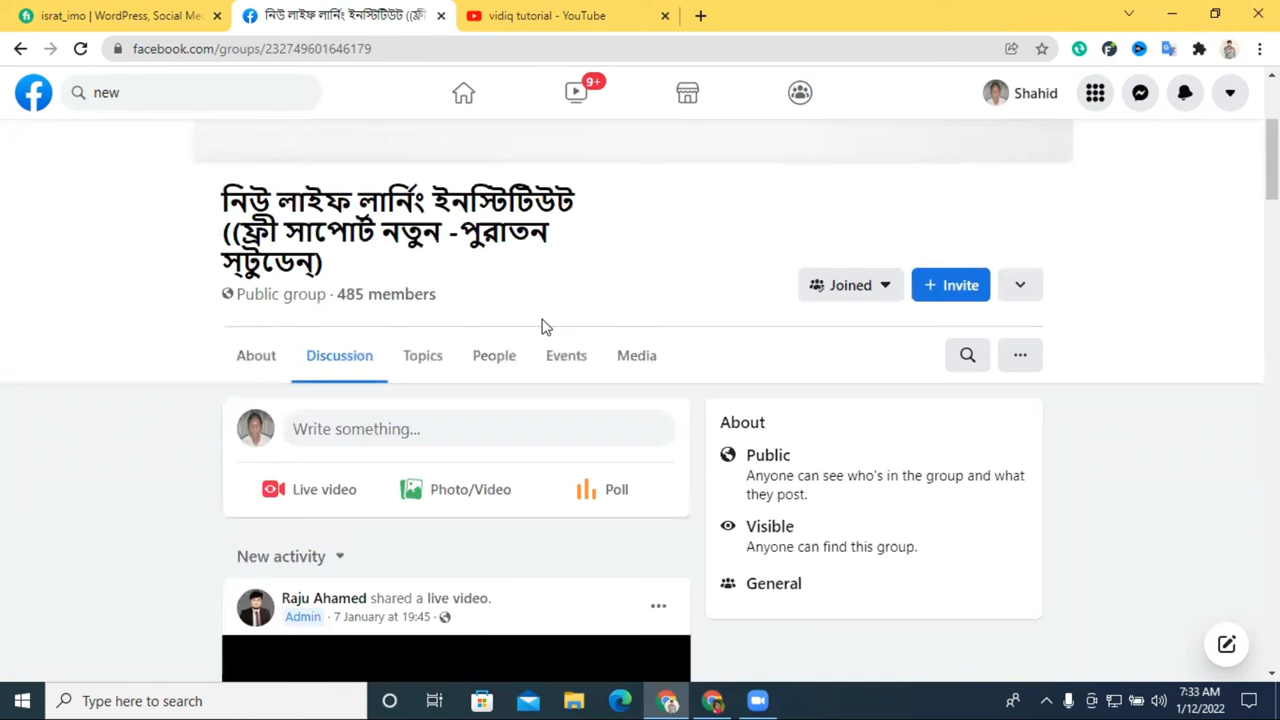 israt_imo | WordPress, Social Me
নিউ লাইফ লার্নিং ইনস্টিটিউট ((ফ্রী
vidiq tutorial - YouTube
facebook.com/groups/232749601646179
new
9+
Shahid
নিউ লাইফ লার্নিং ইনস্টিটিউট
((ফ্রী সাপোর্ট নতুন -পুরাতন
স্টুডেন্)
Public group · 485 members
Joined
+ Invite
About
Discussion
Topics
People
Events
Media
Write something...
Live video
Photo/Video
Poll
About
Public
Anyone can see who's in the group and what
they post.
Visible
Anyone can find this group.
General
New activity
Raju Ahamed shared a live video.
Admin · 7 January at 19:45 ·
Type here to search
7:33 AM
1/12/2022